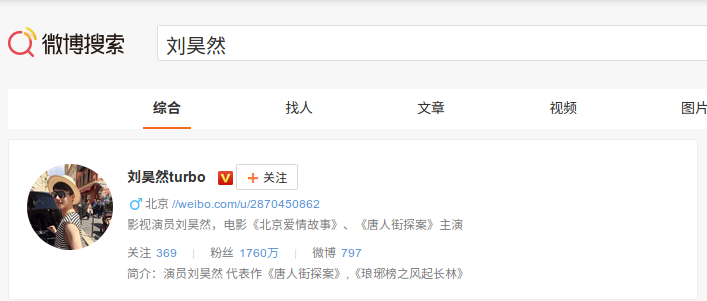 微博搜索
刘昊然
综合 找人 文章 视频 图片
刘昊然turbo V + 关注
♂ 北京 //weibo.com/u/2870450862
影视演员刘昊然，电影《北京爱情故事》、《唐人街探案》主演
关注 369 | 粉丝 1760万 | 微博 797
简介：演员刘昊然 代表作《唐人街探案》,《琅琊榜之风起长林》